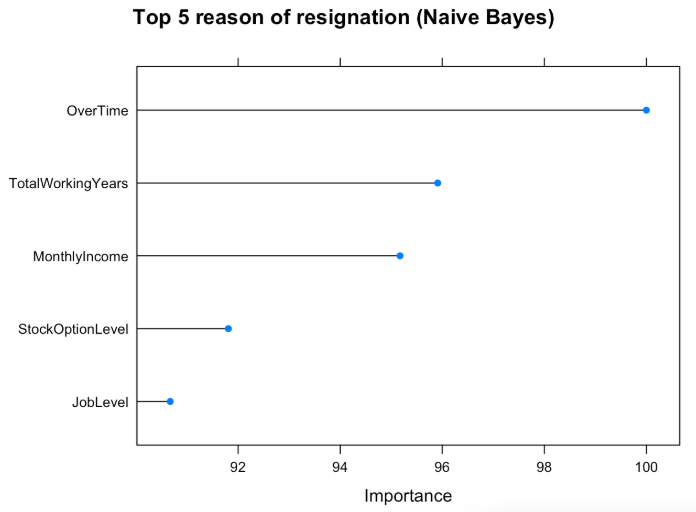 Top 5 reason of resignation (Naive Bayes)
OverTime
TotalWorkingYears
MonthlyIncome
StockOptionLevel
JobLevel
92 94 96 98 100
Importance